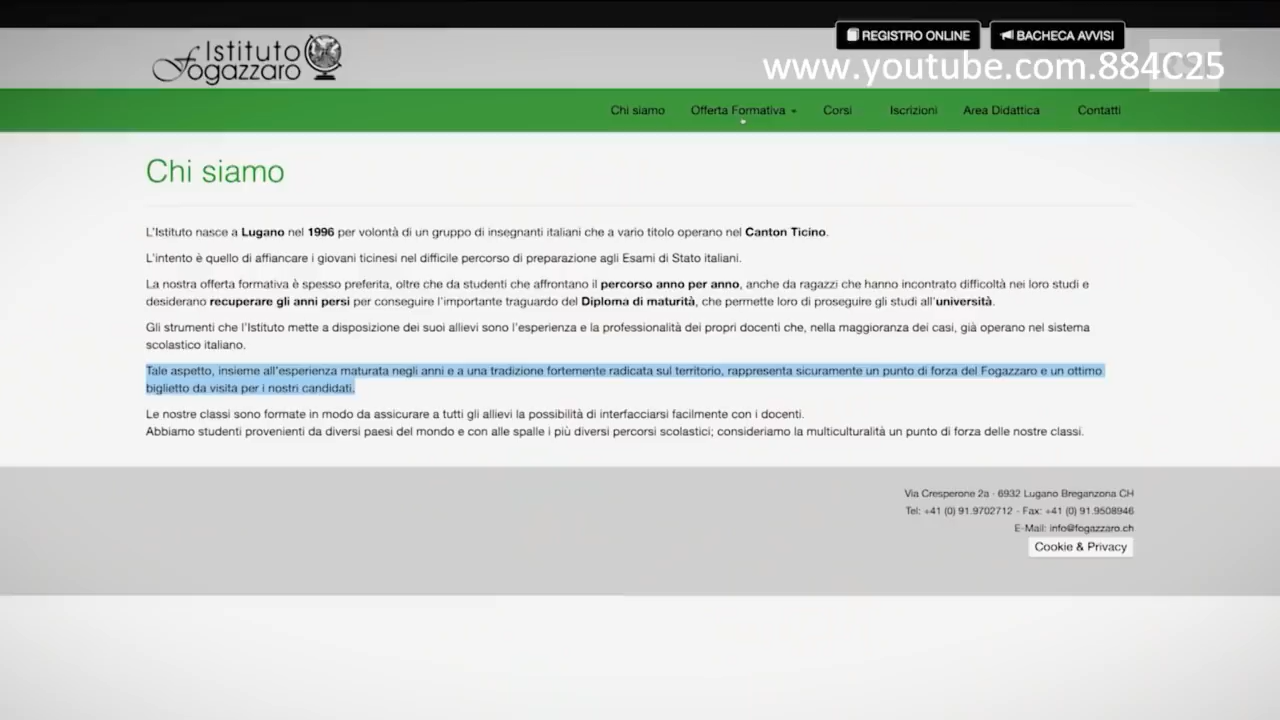 Istituto
Fogazzaro
REGISTRO ONLINE
BACHECA AVVISI
www.youtube.com.884C25
Chi siamo
Offerta Formativa
Corsi
Iscrizioni
Area Didattica
Contatti
Chi siamo
L'Istituto nasce a Lugano nel 1996 per volontà di un gruppo di insegnanti italiani che a vario titolo operano nel Canton Ticino.
L'intento è quello di affiancare i giovani ticinesi nel difficile percorso di preparazione agli Esami di Stato italiani.
La nostra offerta formativa è spesso preferita, oltre che da studenti che affrontano il percorso anno per anno, anche da ragazzi che hanno incontrato difficoltà nei loro studi e
desiderano recuperare gli anni persi per conseguire l'importante traguardo del Diploma di maturità, che permette loro di proseguire gli studi all'università.
Gli strumenti che l'Istituto mette a disposizione dei suoi allievi sono l'esperienza e la professionalità dei propri docenti che, nella maggioranza dei casi, già operano nel sistema
scolastico italiano.
Tale aspetto, insieme all'esperienza maturata negli anni e a una tradizione fortemente radicata sul territorio, rappresenta sicuramente un punto di forza del Fogazzaro e un ottimo
biglietto da visita per i nostri candidati.
Le nostre classi sono formate in modo da assicurare a tutti gli allievi la possibilità di interfacciarsi facilmente con i docenti.
Abbiamo studenti provenienti da diversi paesi del mondo e con alle spalle i più diversi percorsi scolastici; consideriamo la multiculturalità un punto di forza delle nostre classi.
Via Cresperone 2a - 6932 Lugano Breganzona CH
Tel: +41 (0) 91.9702712 - Fax: +41 (0) 91.9508946
E-Mail: info@fogazzaro.ch
Cookie & Privacy